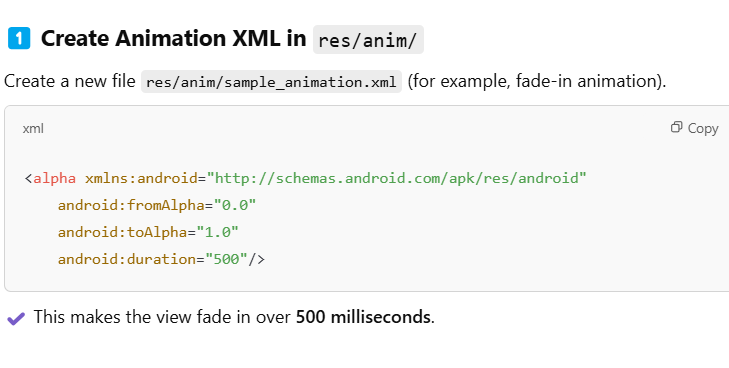 1 Create Animation XML in res/anim/
Create a new file res/anim/sample_animation.xml (for example, fade-in animation).
xml
Copy
<alpha xmlns:android="http://schemas.android.com/apk/res/android"
    android:fromAlpha="0.0"
    android:toAlpha="1.0"
    android:duration="500"/>
This makes the view fade in over 500 milliseconds.